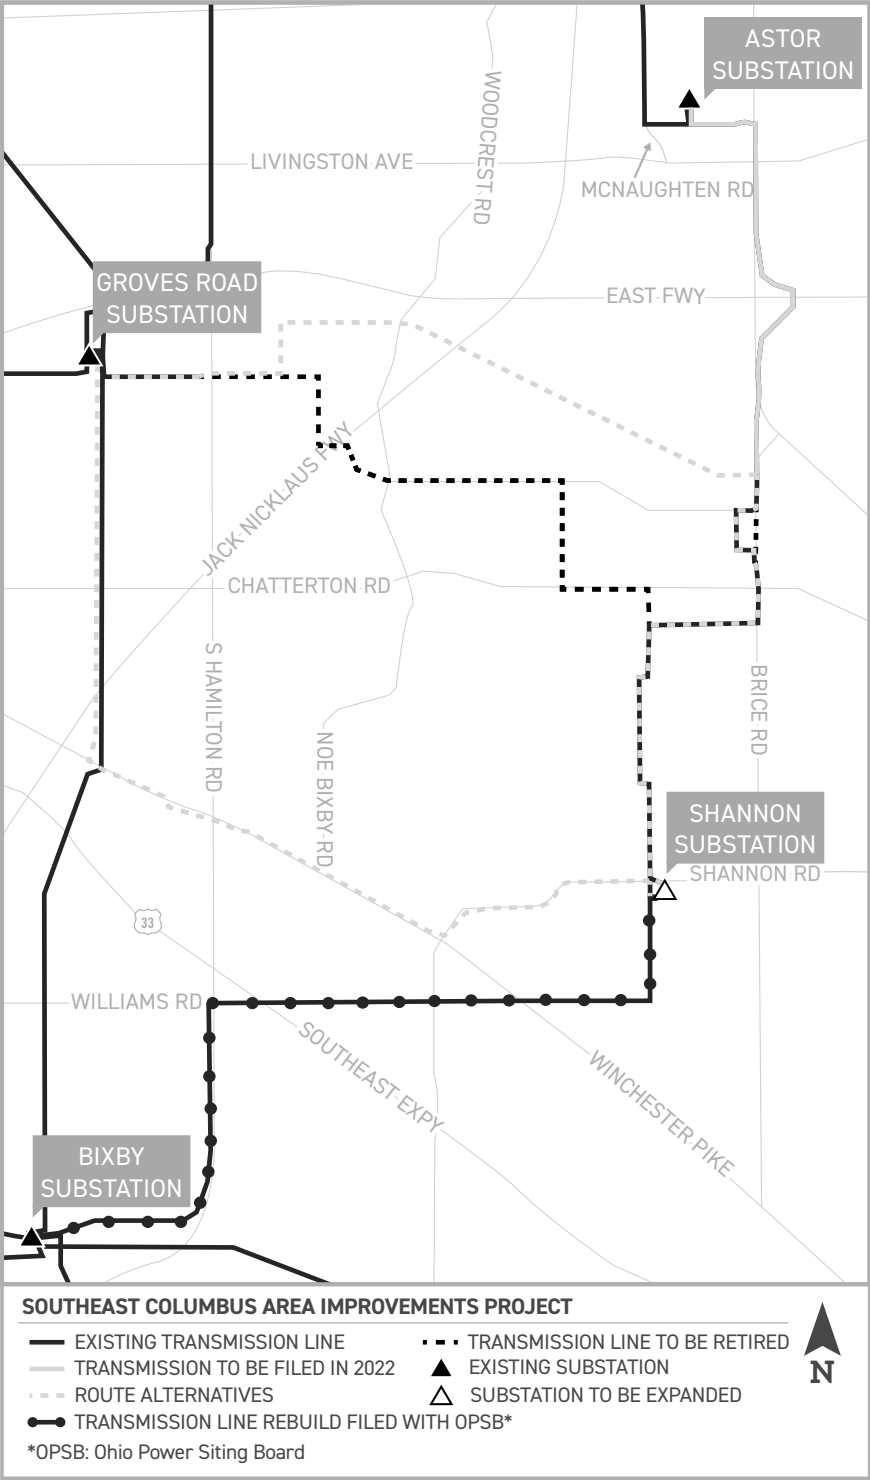 ASTOR
SUBSTATION
WOODCREST RD
LIVINGSTON AVE
MCNAUGHTEN RD
GROVES ROAD
SUBSTATION
EAST FWY
JACK NICKLAUS FWY
CHATTERTON RD
S HAMILTON RD
NOE BIXBY RD
BRICE RD
SHANNON
SUBSTATION
SHANNON RD
33
WILLIAMS RD
SOUTHEAST EXPY
WINCHESTER PIKE
BIXBY
SUBSTATION
SOUTHEAST COLUMBUS AREA IMPROVEMENTS PROJECT
EXISTING TRANSMISSION LINE
TRANSMISSION TO BE FILED IN 2022
ROUTE ALTERNATIVES
TRANSMISSION LINE REBUILD FILED WITH OPSB*
*OPSB: Ohio Power Siting Board
TRANSMISSION LINE TO BE RETIRED
EXISTING SUBSTATION
SUBSTATION TO BE EXPANDED
N